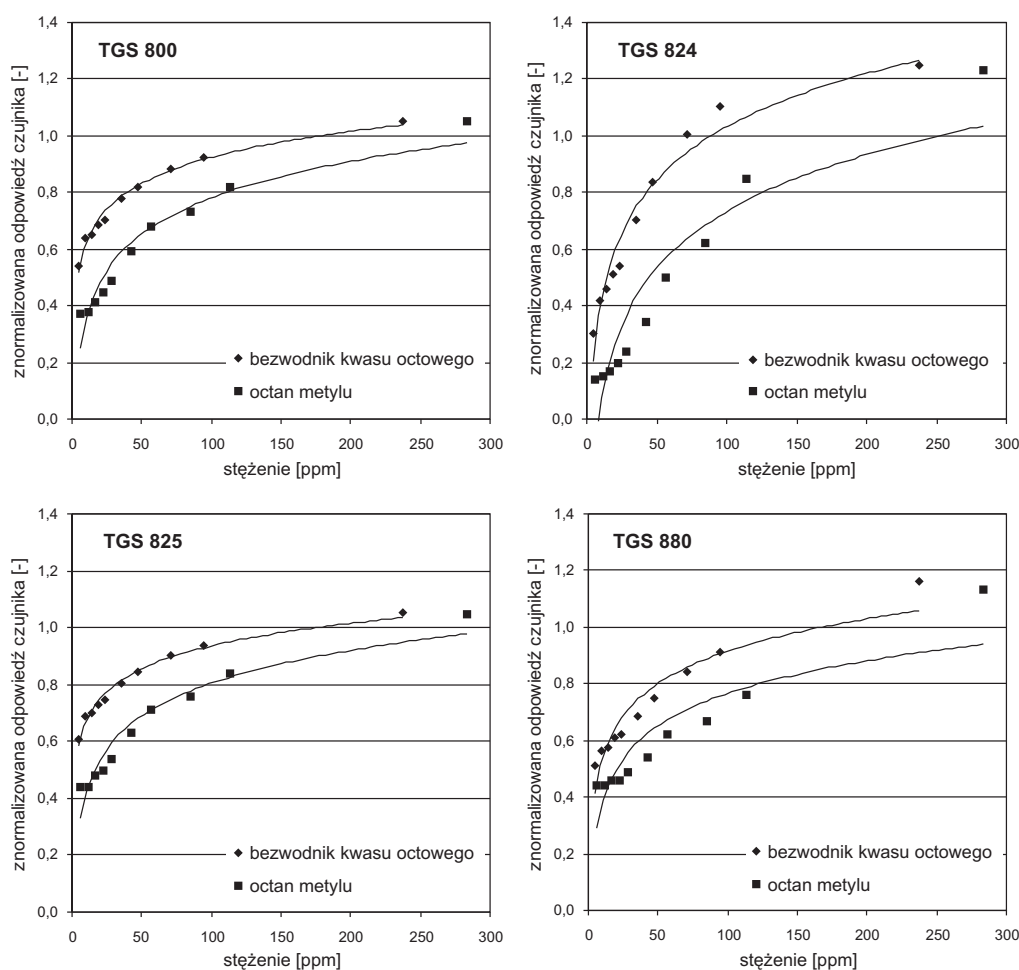 TGS 800
znormalizowana odpowiedź czujnika [-]
1,4
1,2
1,0
0,8
0,6
0,4
0,2
0,0
bezwodnik kwasu octowego
octan metylu
0 50 100 150 200 250 300
stężenie [ppm]
TGS 824
znormalizowana odpowiedź czujnika [-]
1,4
1,2
1,0
0,8
0,6
0,4
0,2
0,0
bezwodnik kwasu octowego
octan metylu
0 50 100 150 200 250 300
stężenie [ppm]
TGS 825
znormalizowana odpowiedź czujnika [-]
1,4
1,2
1,0
0,8
0,6
0,4
0,2
0,0
bezwodnik kwasu octowego
octan metylu
0 50 100 150 200 250 300
stężenie [ppm]
TGS 880
znormalizowana odpowiedź czujnika [-]
1,4
1,2
1,0
0,8
0,6
0,4
0,2
0,0
bezwodnik kwasu octowego
octan metylu
0 50 100 150 200 250 300
stężenie [ppm]